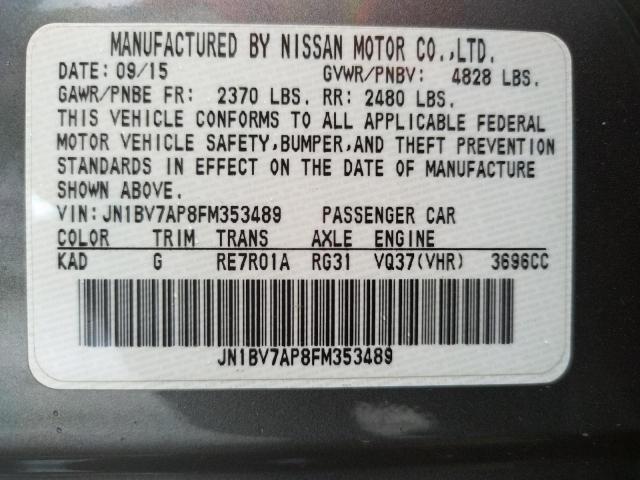 MANUFACTURED BY NISSAN MOTOR CO.,LTD.
DATE: 09/15 GVWR/PNBV: 4828 LBS.
GAWR/PNBE FR: 2370 LBS. RR: 2480 LBS.
THIS VEHICLE CONFORMS TO ALL APPLICABLE FEDERAL
MOTOR VEHICLE SAFETY,BUMPER,AND THEFT PREVENTION
STANDARDS IN EFFECT ON THE DATE OF MANUFACTURE
SHOWN ABOVE.
VIN:JN1BV7AP8FM353489 PASSENGER CAR
COLOR TRIM TRANS AXLE ENGINE
KAD G RE7R01A RG31 VQ37(VHR) 3696CC
JN1BV7AP8FM353489